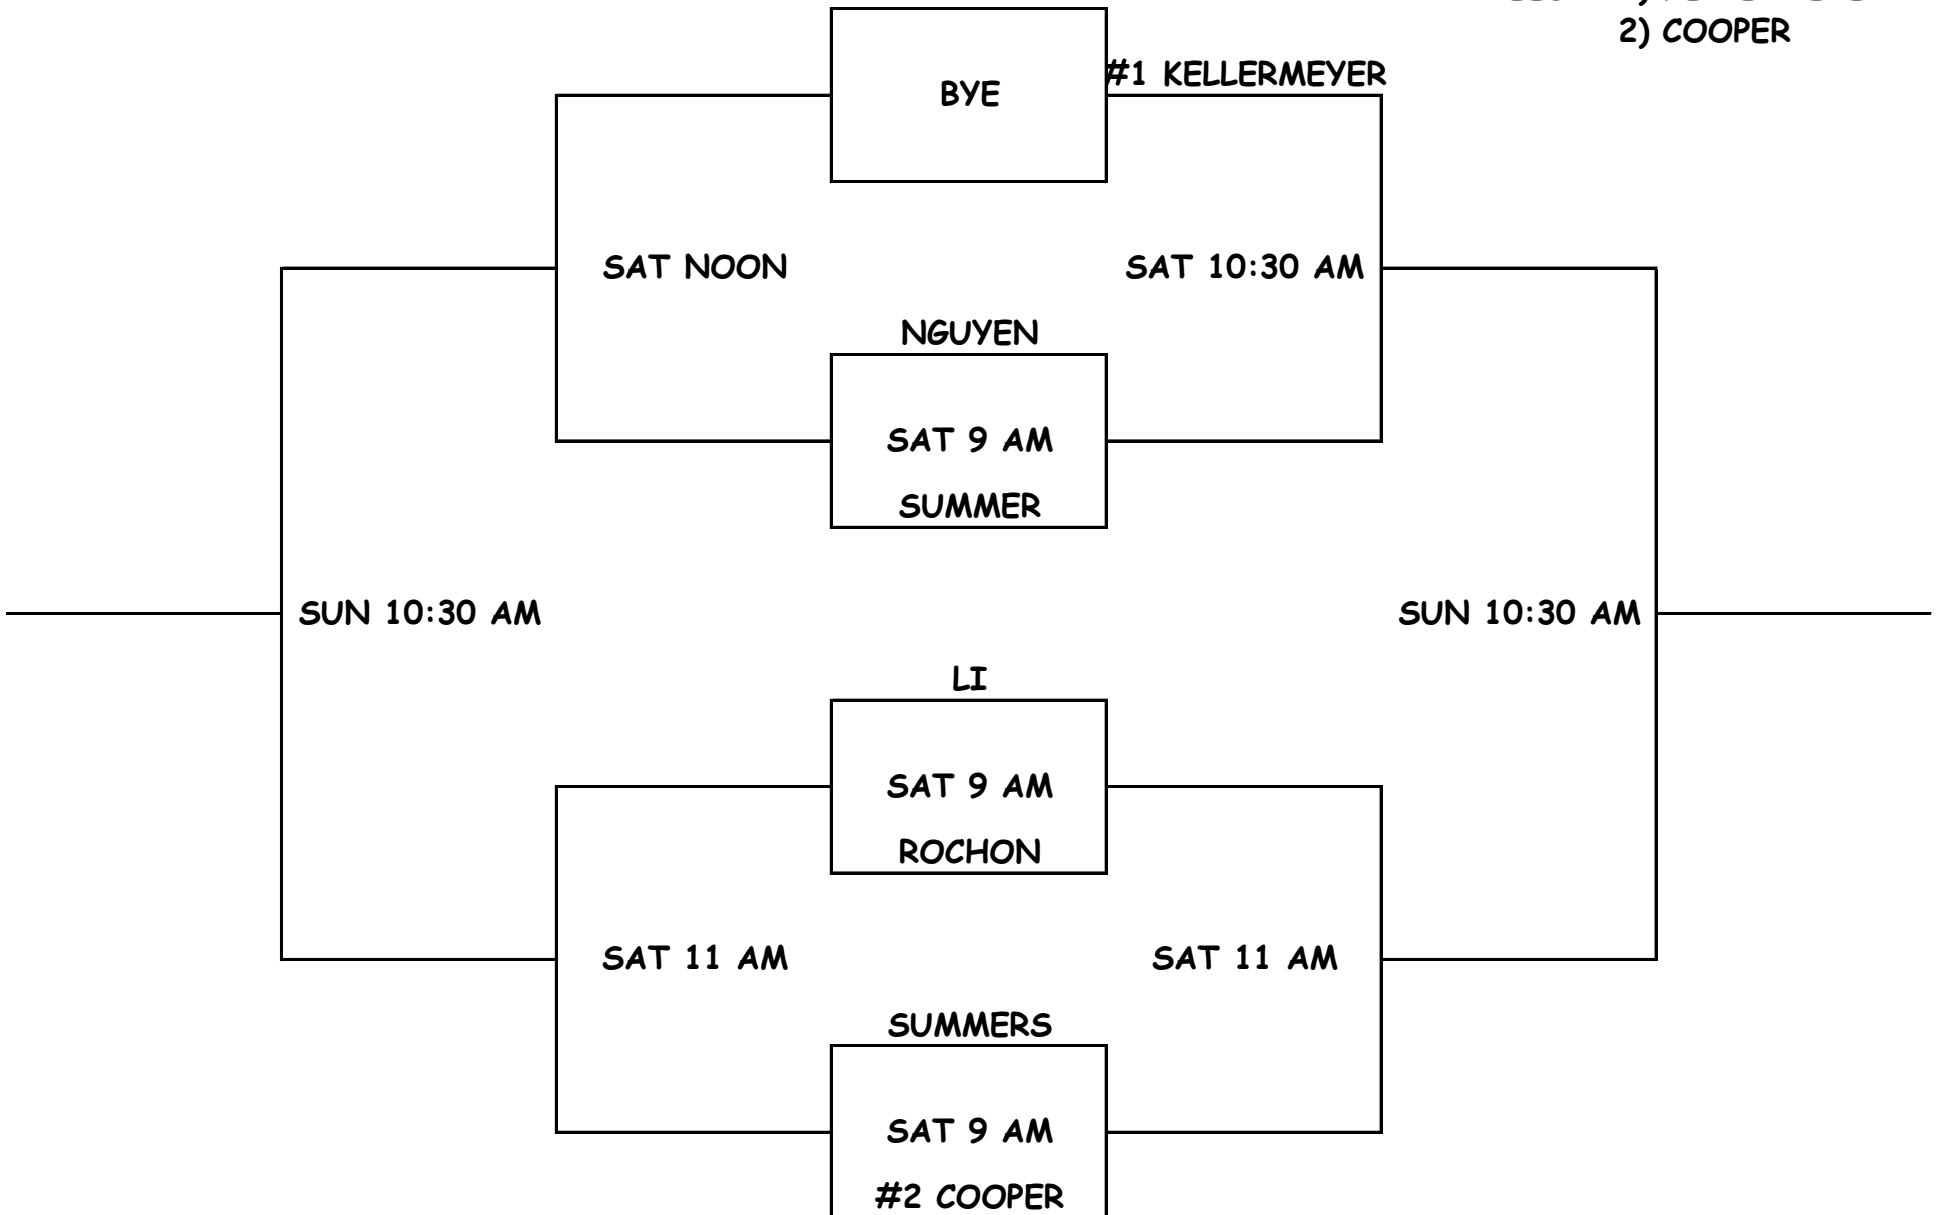 2) COOPER
#1 KELLERMEYER
BYE
SAT NOON
SAT 10:30 AM
NGUYEN
SAT 9 AM
SUMMER
SUN 10:30 AM
SUN 10:30 AM
LI
SAT 9 AM
ROCHON
SAT 11 AM
SAT 11 AM
SUMMERS
SAT 9 AM
#2 COOPER